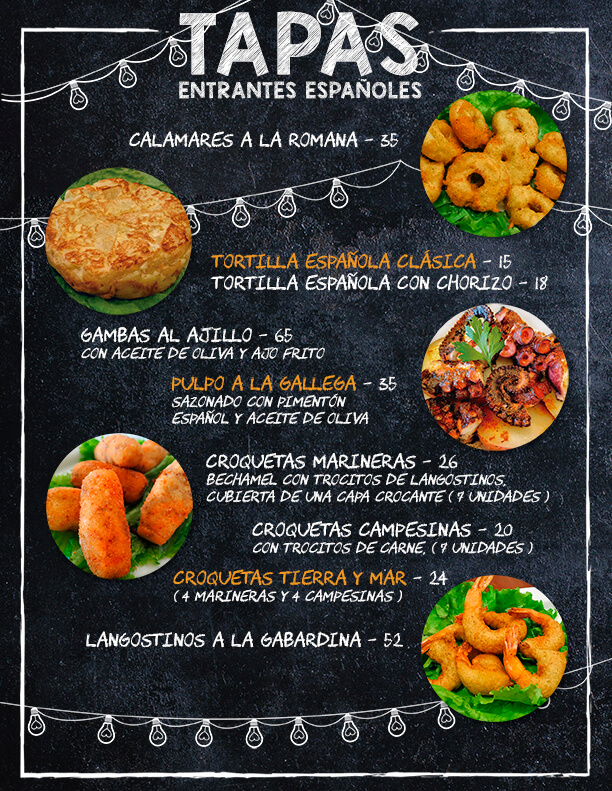 TAPAS
ENTRANTES ESPAÑOLES
CALAMARES A LA ROMANA - 35
TORTILLA ESPAÑOLA CLÁSICA - 15
TORTILLA ESPAÑOLA CON CHORIZO - 18
GAMBAS AL AJILLO - 65
CON ACEITE DE OLIVA Y AJO FRITO
PULPO A LA GALLEGA - 35
SAZONADO CON PIMENTÓN
ESPAÑOL Y ACEITE DE OLIVA
CROQUETAS MARINERAS - 26
BECHAMEL CON TROCITOS DE LANGOSTINOS,
CUBIERTA DE UNA CAPA CROCANTE ( 7 UNIDADES )
CROQUETAS CAMPESINAS - 20
CON TROCITOS DE CARNE, ( 7 UNIDADES )
CROQUETAS TIERRA Y MAR - 24
( 4 MARINERAS Y 4 CAMPESINAS )
LANGOSTINOS A LA GABARDINA - 52